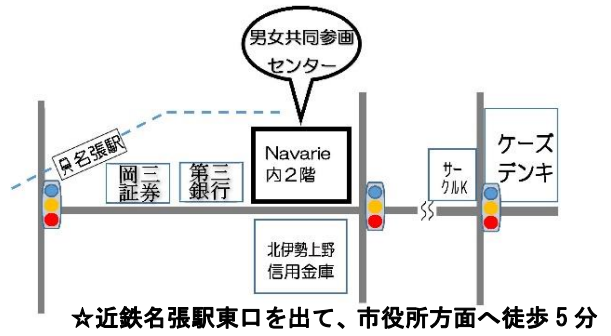 男女共同参画
センター
名張駅
岡三
証券
第三
銀行
Navarie
内2階
サー
クルK
ケーズ
デンキ
北伊勢上野
信用金庫
☆近鉄名張駅東口を出て、市役所方面へ徒歩5分